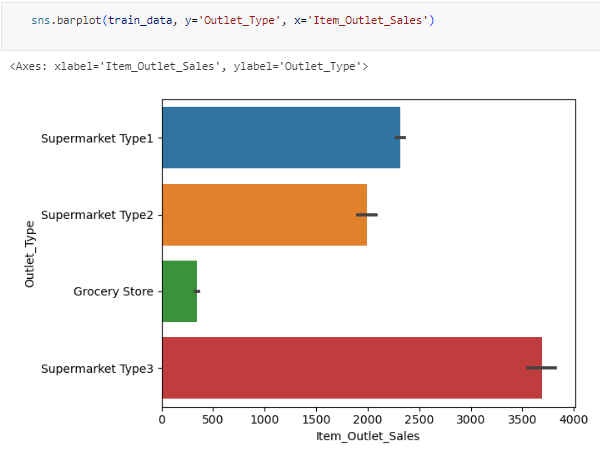 sns.barplot(train_data, y='Outlet_Type', x='Item_Outlet_Sales')
<Axes: xlabel='Item_Outlet_Sales', ylabel='Outlet_Type'>
Supermarket Type1
Supermarket Type2
Outlet_Type
Grocery Store
Supermarket Type3
0 500 1000 1500 2000 2500 3000 3500 4000
Item_Outlet_Sales